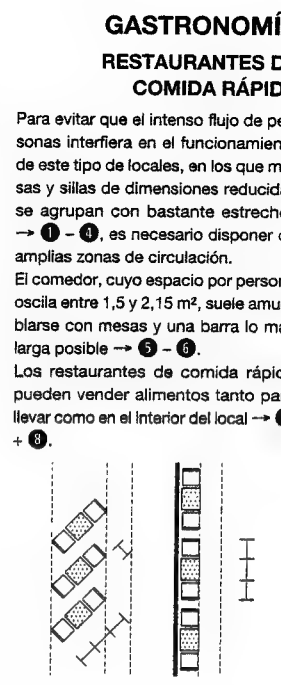 GASTRONOMÍ
RESTAURANTES D
COMIDA RÁPID
Para evitar que el intenso flujo de pe
sonas interfiera en el funcionamien
de este tipo de locales, en los que m
sas y sillas de dimensiones reducida
se agrupan con bastante estreche
→ ❶ – ❹, es necesario disponer d
amplias zonas de circulación.
El comedor, cuyo espacio por person
oscila entre 1,5 y 2,15 m², suele amu
blarse con mesas y una barra lo má
larga posible → ❺ – ❻.
Los restaurantes de comida rápid
pueden vender alimentos tanto par
llevar como en el interior del local →
+ ❽.